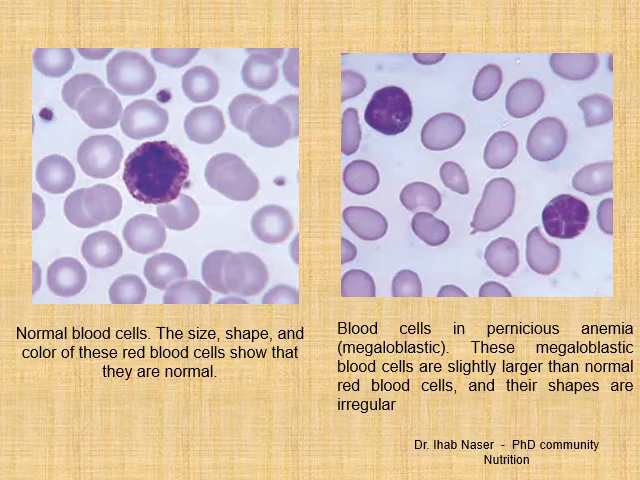 Normal blood cells. The size, shape, and
color of these red blood cells show that
they are normal.
Blood cells in pernicious anemia
(megaloblastic). These megaloblastic
blood cells are slightly larger than normal
red blood cells, and their shapes are
irregular
Dr. Ihab Naser - PhD community
Nutrition